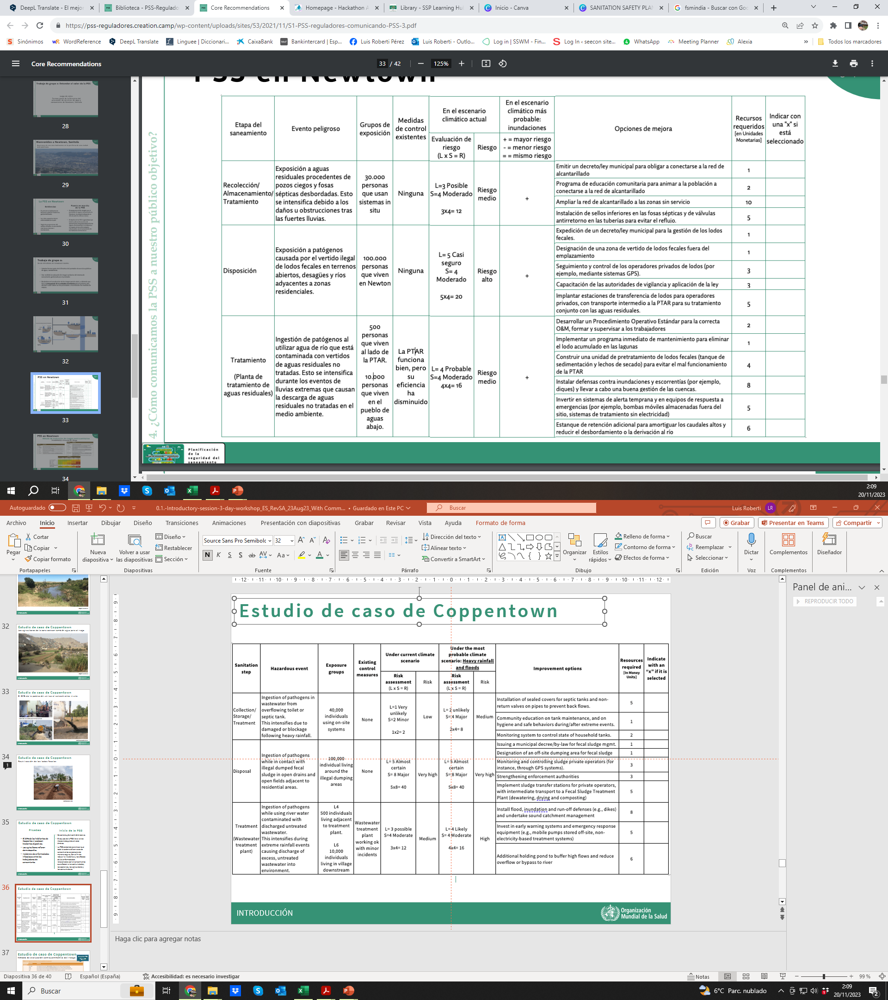 DeepL Translate - El mejor
Biblioteca - PSS-Regulado
Core Recommendations
Homepage - Hackathon A
Library - SSP Learning Hu
Inicio - Canva
SANITATION SAFETY PLAN
fsmindia - Buscar con Goo
https://pss-reguladores.creation.camp/wp-content/uploads/sites/53/2021/11/S1-PSS-reguladores-comunicando-PSS-3.pdf
Sinónimos
WordReference
DeepL Translate
Linguee | Diccionari...
CaixaBank
Bankintercard | Esp...
Luis Roberti Pérez
Luis Roberti - Outlo...
Log in | SSWM - Fin...
Log In ‹ seecon site...
WhatsApp
Meeting Planner
Alexia
Todos los marcadores
Core Recommendations
33 / 42
125%
28
Bienvenidos a Newtown, Sanitola
29
La PSS en Newtown
30
31
32
PSS en Newtown
33
PSS en Newtown
34
PSS en Newtown
4. ¿Cómo comunicamos la PSS a nuestro público objetivo?
Etapa del saneamiento
Evento peligroso
Grupos de exposición
Medidas de control existentes
En el escenario climático actual
En el escenario climático más probable: inundaciones
Opciones de mejora
Recursos requeridos [en Unidades Monetarias]
Indicar con una "x" si está seleccionado
Evaluación de riesgo (L x S = R)
Riesgo
+ = mayor riesgo
- = menor riesgo
= = mismo riesgo
Recolección/ Almacenamiento/ Tratamiento
Exposición a aguas residuales procedentes de pozos ciegos y fosas sépticas desbordadas. Esto se intensifica debido a los daños u obstrucciones tras las fuertes lluvias.
30.000 personas que usan sistemas in situ
Ninguna
L=3 Posible
S=4 Moderado
3x4= 12
Riesgo medio
+
Emitir un decreto/ley municipal para obligar a conectarse a la red de alcantarillado
1
Programa de educación comunitaria para animar a la población a conectarse a la red de alcantarillado
2
Ampliar la red de alcantarillado a las zonas sin servicio
10
Instalación de sellos inferiores en las fosas sépticas y de válvulas antirretorno en las tuberías para evitar el reflujo.
5
Disposición
Exposición a patógenos causada por el vertido ilegal de lodos fecales en terrenos abiertos, desagües y ríos adyacentes a zonas residenciales.
100.000 personas que viven en Newton
Ninguna
L= 5 Casi seguro
S= 4 Moderado
5x4= 20
Riesgo alto
+
Expedición de un decreto/ley municipal para la gestión de los lodos fecales.
1
Designación de una zona de vertido de lodos fecales fuera del emplazamiento
1
Seguimiento y control de los operadores privados de lodos (por ejemplo, mediante sistemas GPS).
3
Capacitación de las autoridades de vigilancia y aplicación de la ley
3
Implantar estaciones de transferencia de lodos para operadores privados, con transporte intermedio a la PTAR para su tratamiento conjunto con las aguas residuales.
5
Tratamiento
(Planta de tratamiento de aguas residuales)
Ingestión de patógenos al utilizar agua de río que está contaminada con vertidos de aguas residuales no tratadas. Esto se intensifica durante los eventos de lluvias extremas que causan la descarga de aguas residuales no tratadas en el medio ambiente.
500 personas que viven al lado de la PTAR.
10.000 personas que viven en el pueblo de aguas abajo.
La PTAR funciona bien, pero su eficiencia ha disminuido
L= 4 Probable
S=4 Moderado
4x4= 16
Riesgo medio
+
Desarrollar un Procedimiento Operativo Estándar para la correcta O&M, formar y supervisar a los trabajadores
2
Implementar un programa inmediato de mantenimiento para eliminar el lodo acumulado en las lagunas
1
Construir una unidad de pretratamiento de lodos fecales (tanque de sedimentación y lechos de secado) para evitar el mal funcionamiento de la PTAR
4
Instalar defensas contra inundaciones y escorrentías (por ejemplo, diques) y llevar a cabo una buena gestión de las cuencas.
8
Invertir en sistemas de alerta temprana y en equipos de respuesta a emergencias (por ejemplo, bombas móviles almacenadas fuera del sitio, sistemas de tratamiento sin electricidad)
5
Estanque de retención adicional para amortiguar los caudales altos y reducir el desbordamiento o la derivación al río
6
Planificación de la seguridad del saneamiento
2:09
20/11/2023
Autoguardado
0.1.-Introductory-session-3-day-workshop_ES_RevSA_23Aug23_With Comm... • Guardado en Este PC
Buscar
Luis Roberti
LR
Archivo
Inicio
Insertar
Dibujar
Diseño
Transiciones
Animaciones
Presentación con diapositivas
Grabar
Revisar
Vista
Ayuda
Formato de forma
Grabar
Presentar en Teams
Compartir
Pegar
Cortar
Copiar
Copiar formato
Portapapeles
Nueva diapositiva
Volver a usar las diapositivas
Diseño
Restablecer
Sección
Diapositivas
Source Sans Pro Semibold
32
N K S S ab AV Aa
Fuente
Dirección del texto
Alinear texto
Convertir a SmartArt
Párrafo
Organizar
Estilos rápidos
Relleno de forma
Contorno de forma
Efectos de forma
Dibujo
Buscar
Reemplazar
Seleccionar
Edición
Dictar
Voz
Complementos
Complementos
Diseñador
Panel de ani...
REPRODUCIR TODO
32
Estudio de caso de Coppentown
33
Estudio de caso de Coppentown
34
1
Estudio de caso de Coppentown
35
Estudio de caso de Coppentown
Pruebas
Inicio de la PSS
36
Estudio de caso de Coppentown
37
Estudio de caso de Coppentown
Estudio de caso de Coppentown
Sanitation step
Hazardous event
Exposure groups
Existing control measures
Under current climate scenario
Under the most probable climate scenario: Heavy rainfall and floods
Improvement options
Resources required [In Money Units]
Indicate with an "x" if it is selected
Risk assessment (L x S = R)
Risk
Risk assessment (L x S = R)
Risk
Collection/ Storage/ Treatment
Ingestion of pathogens in wastewater from overflowing toilet or septic tank.
This intensifies due to damaged or blockage following heavy rainfall.
40,000 individuals using on-site systems
None
L=1 Very unlikely
S=2 Minor
1x2= 2
Low
L= 2 unlikely
S= 4 Major
2x4= 8
Medium
Installation of sealed covers for septic tanks and non-return valves on pipes to prevent back flows.
5
Community education on tank maintenance, and on hygiene and safe behaviors during/after extreme events.
1
Monitoring system to control state of household tanks.
2
Disposal
Ingestion of pathogens while in contact with illegal dumped fecal sludge in open drains and open fields adjacent to residential areas.
100,000 individual living around the illegal dumping areas
None
L= 5 Almost certain
S= 8 Major
5x8= 40
Very high
L= 5 Almost certain
S= 8 Major
5x8= 40
Very high
Issuing a municipal decree/by-law for fecal sludge mgmt.
1
Designation of an off-site dumping area for fecal sludge
1
Monitoring and controlling sludge private operators (for instance, through GPS systems).
3
Strengthening enforcement authorities
3
Implement sludge transfer stations for private operators, with intermediate transport to a Fecal Sludge Treatment Plant (dewatering, drying and composting)
5
Treatment
(Wastewater treatment plant)
Ingestion of pathogens while using river water contaminated with discharged untreated wastewater.
This intensifies during extreme rainfall events causing discharge of excess, untreated wastewater into environment.
L4
500 individuals living adjacent to treatment plant.
L6
10,000 individuals living in village downstream
Wastewater treatment plant working ok with minor incidents
L= 3 possible
S=4 Moderate
3x4= 12
Medium
L= 4 Likely
S= 4 Moderate
4x4= 16
High
Install flood, inundation and run-off defenses (e.g., dikes) and undertake sound catchment management
8
Invest in early warning systems and emergency response equipment (e.g., mobile pumps stored off-site, non-electricity-based treatment systems)
5
Additional holding pond to buffer high flows and reduce overflow or bypass to river
6
INTRODUCCIÓN
Organización Mundial de la Salud
Haga clic para agregar notas
Diapositiva 36 de 40
Español (España)
Accesibilidad: es necesario investigar
Notas
99 %
Buscar
6°C Parc. nublado
2:09
20/11/2023
2